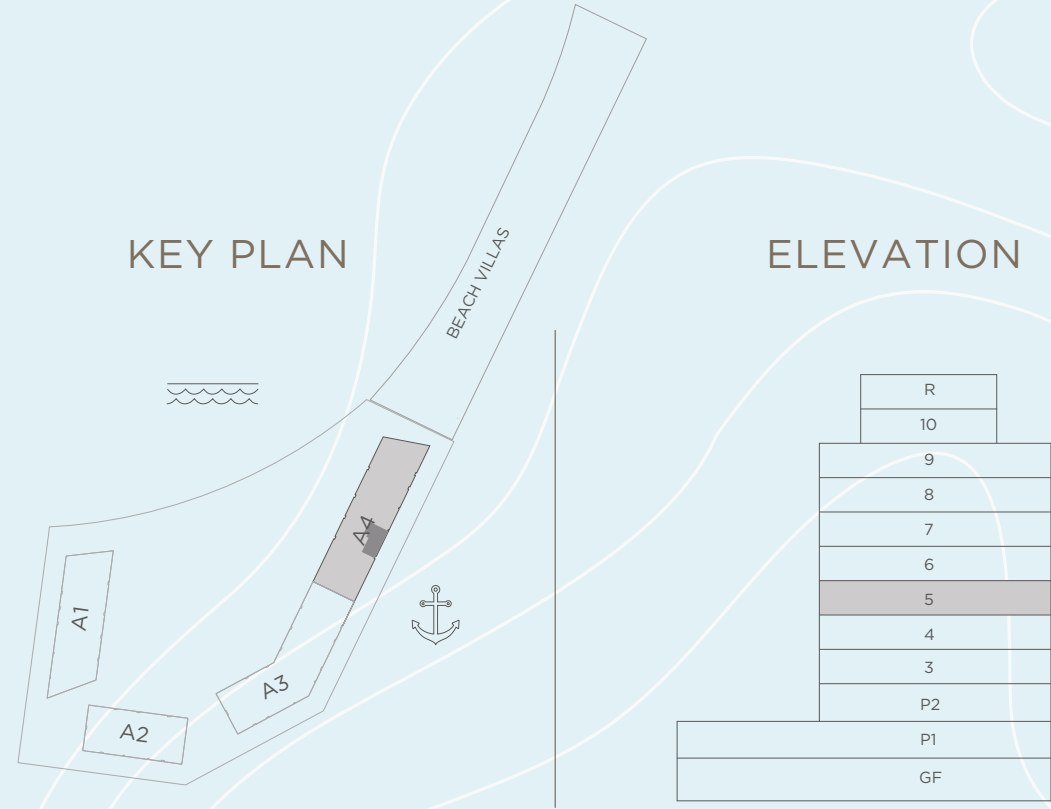 KEY PLAN
BEACH VILLAS
A4
A1
A3
A2
ELEVATION
R
10
9
8
7
6
5
4
3
P2
P1
GF